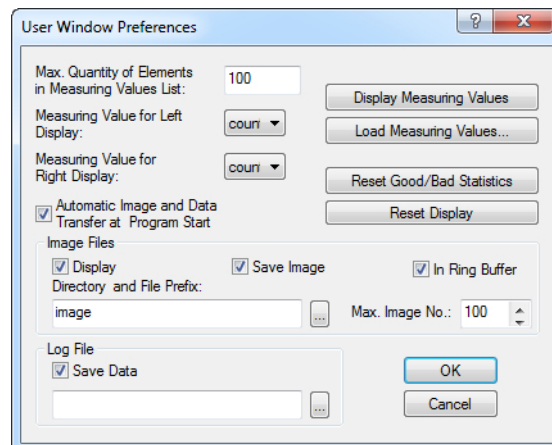 User Window Preferences
Max. Quantity of Elements
in Measuring Values List:
100
Display Measuring Values
Measuring Value for Left
Display:
coun
Load Measuring Values...
Measuring Value for
Right Display:
coun
Reset Good/Bad Statistics
Automatic Image and Data
Transfer at Program Start
Reset Display
Image Files
Display
Save Image
In Ring Buffer
Directory and File Prefix:
image
...
Max. Image No.:
100
Log File
Save Data
...
OK
Cancel